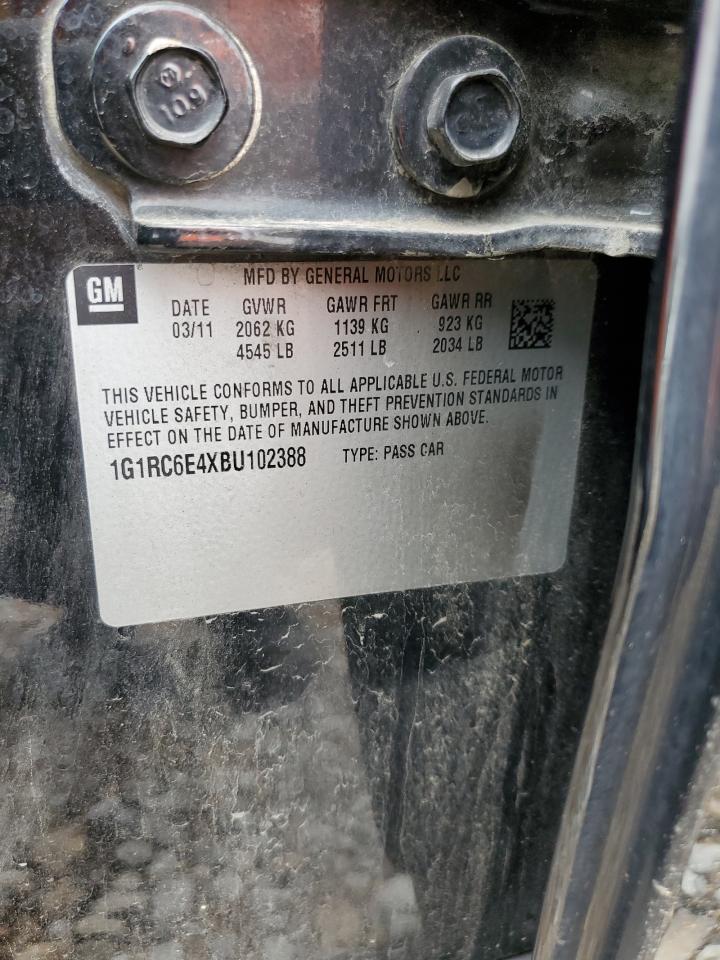 109
GM
MFD BY GENERAL MOTORS LLC
DATE GVWR GAWR FRT GAWR RR
03/11 2062 KG 1139 KG 923 KG
4545 LB 2511 LB 2034 LB
THIS VEHICLE CONFORMS TO ALL APPLICABLE U.S. FEDERAL MOTOR
VEHICLE SAFETY, BUMPER, AND THEFT PREVENTION STANDARDS IN
EFFECT ON THE DATE OF MANUFACTURE SHOWN ABOVE.
1G1RC6E4XBU102388 TYPE: PASS CAR